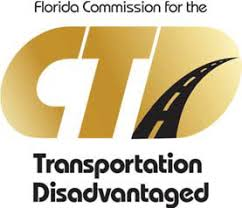 Florida Commission for the
CTD
Transportation
Disadvantaged